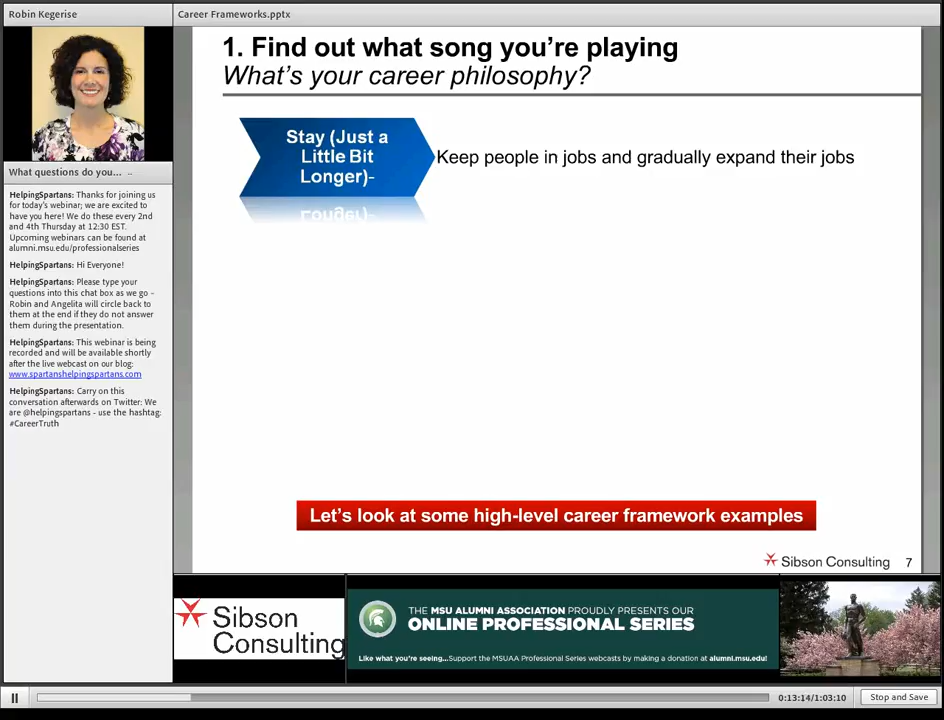 Robin Kegerise
Career Frameworks.pptx
1. Find out what song you're playing
What's your career philosophy?
Stay (Just a
Little Bit
Longer)-
Keep people in jobs and gradually expand their jobs
What questions do you... ..
HelpingSpartans: Thanks for joining us
for today's webinar; we are excited to
have you here! We do these every 2nd
and 4th Thursday at 12:30 EST.
Upcoming webinars can be found at
alumni.msu.edu/professionalseries
HelpingSpartans: Hi Everyone!
HelpingSpartans: Please type your
questions into this chat box as we go -
Robin and Angelita will circle back to
them at the end if they do not answer
them during the presentation.
HelpingSpartans: This webinar is being
recorded and will be available shortly
after the live webcast on our blog:
www.spartanshelpingspartans.com
HelpingSpartans: Carry on this
conversation afterwards on Twitter: We
are @helpingspartans - use the hashtag:
#CareerTruth
Let's look at some high-level career framework examples
Sibson Consulting 7
Sibson
Consulting
THE MSU ALUMNI ASSOCIATION PROUDLY PRESENTS OUR
ONLINE PROFESSIONAL SERIES
Like what you're seeing...Support the MSUAA Professional Series webcasts by making a donation at alumni.msu.edu!
0:13:14/1:03:10
Stop and Save